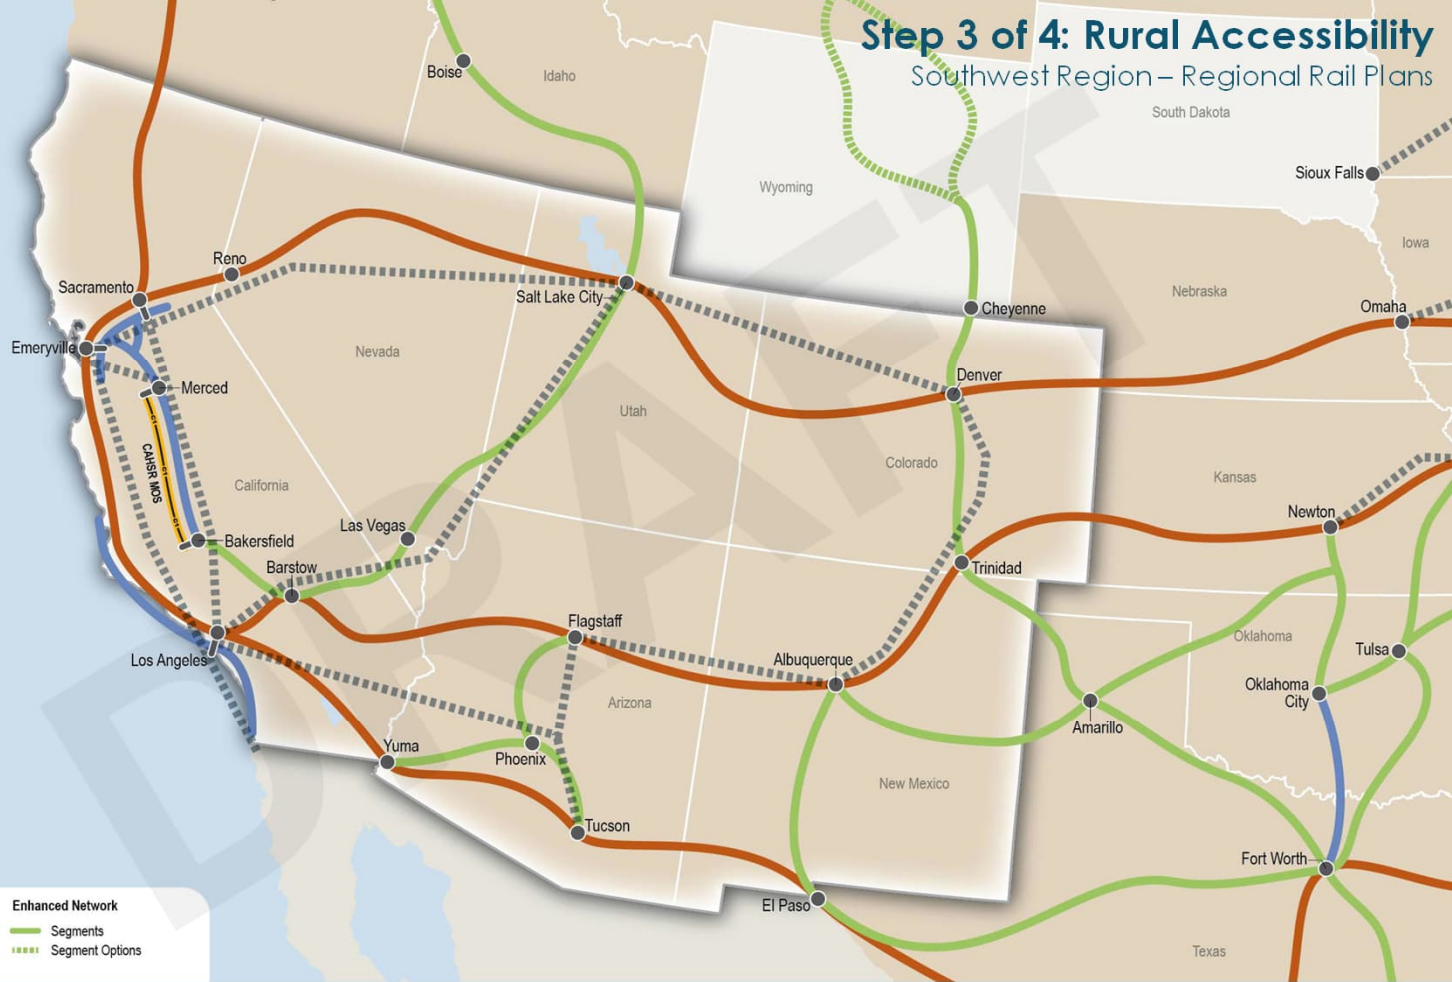 Step 3 of 4: Rural Accessibility
Southwest Region – Regional Rail Plans
Boise
Idaho
South Dakota
Sioux Falls
Wyoming
Iowa
Reno
Sacramento
Salt Lake City
Nebraska
Cheyenne
Omaha
Emeryville
Nevada
Merced
Denver
Utah
CAHSR MOS
Colorado
Kansas
California
Las Vegas
Newton
Bakersfield
Barstow
Trinidad
Flagstaff
Oklahoma
Los Angeles
Albuquerque
Tulsa
Arizona
Oklahoma
City
Amarillo
Yuma
Phoenix
New Mexico
Tucson
Fort Worth
El Paso
Texas
DRAFT
Enhanced Network
Segments
Segment Options